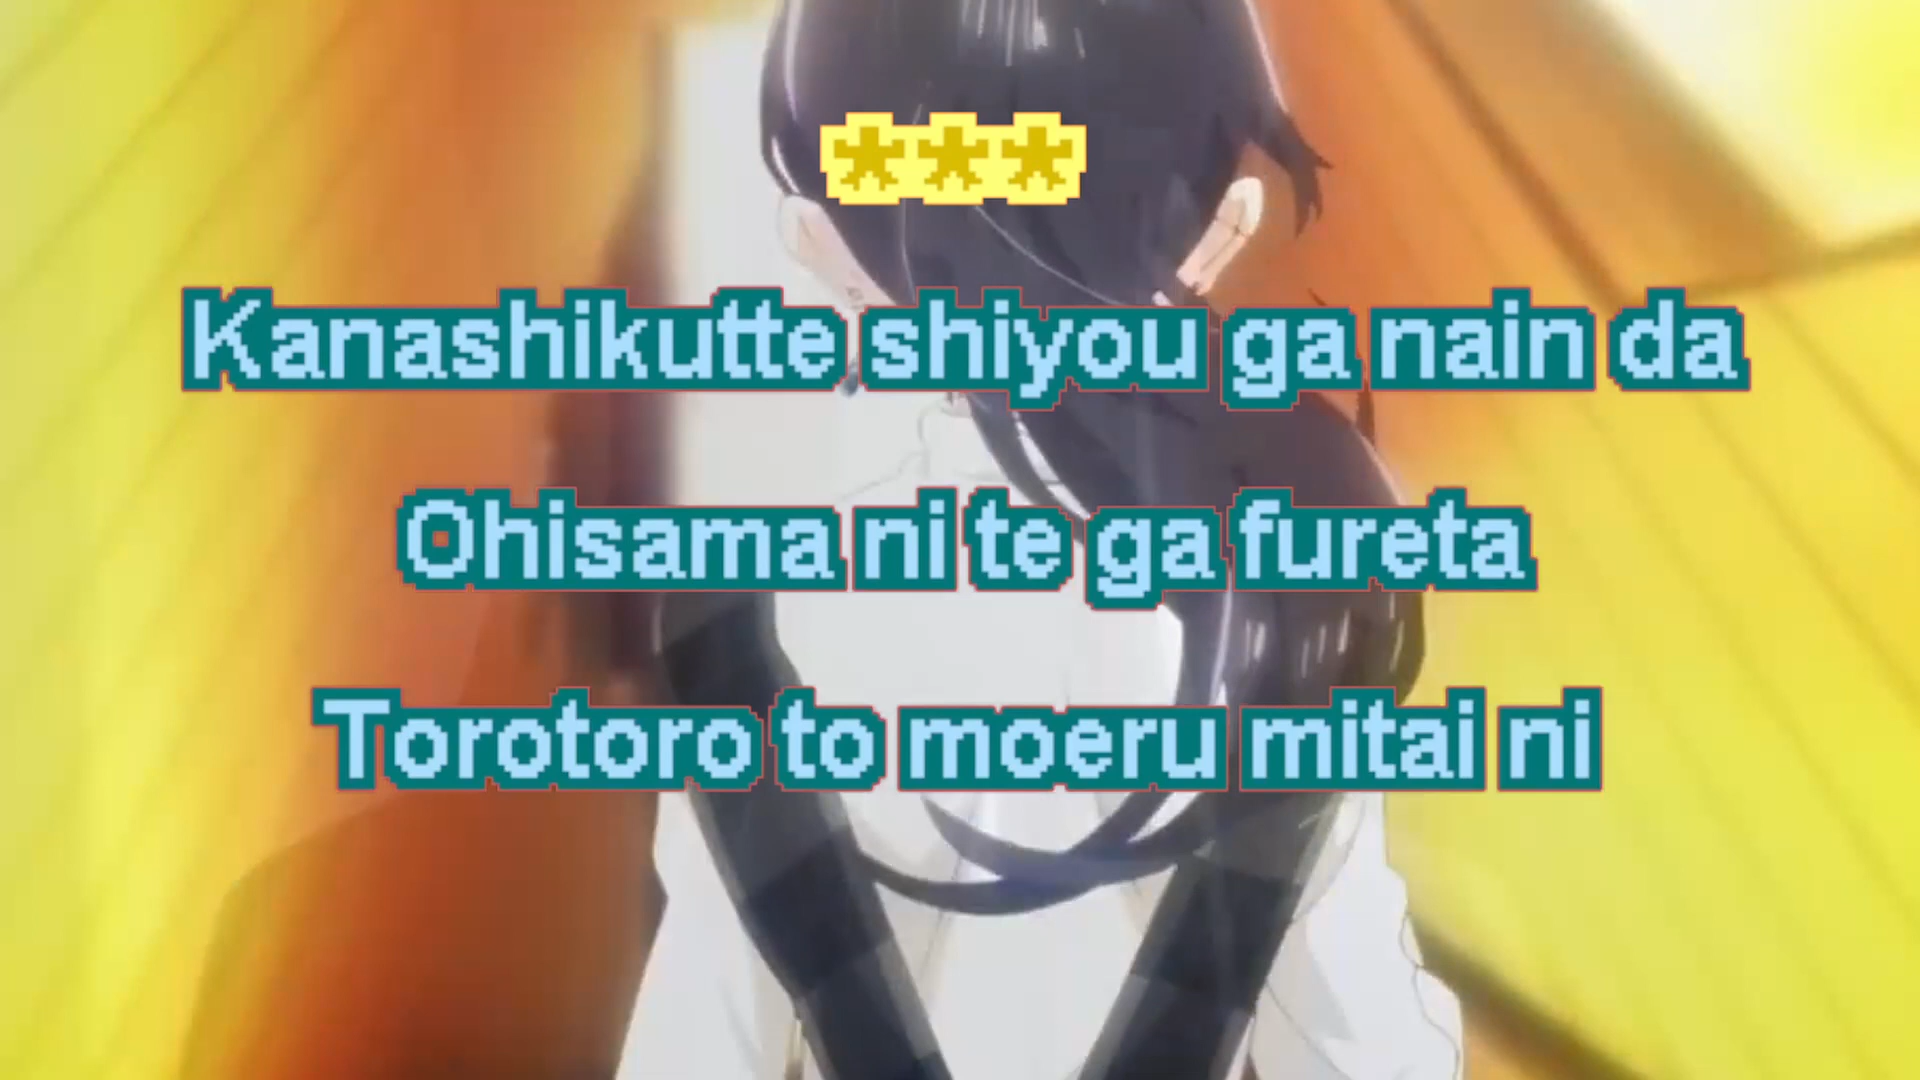 ***
Kanashikutte shiyou ga nain da
Ohisama ni te ga fureta
Torotoro to moeru mitai ni